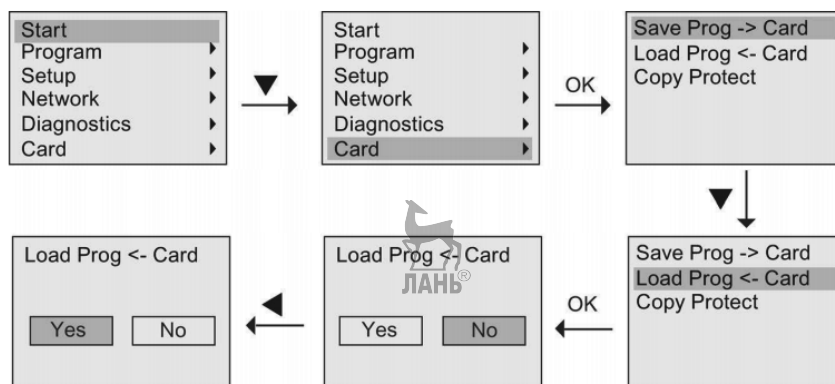 Start
Program
Setup
Network
Diagnostics
Card
Start
Program
Setup
Network
Diagnostics
Card
OK
Save Prog -> Card
Load Prog <- Card
Copy Protect
Save Prog -> Card
Load Prog <- Card
Copy Protect
OK
Load Prog <- Card
Yes
No
Load Prog <- Card
Yes
No
ЛАНЬ®